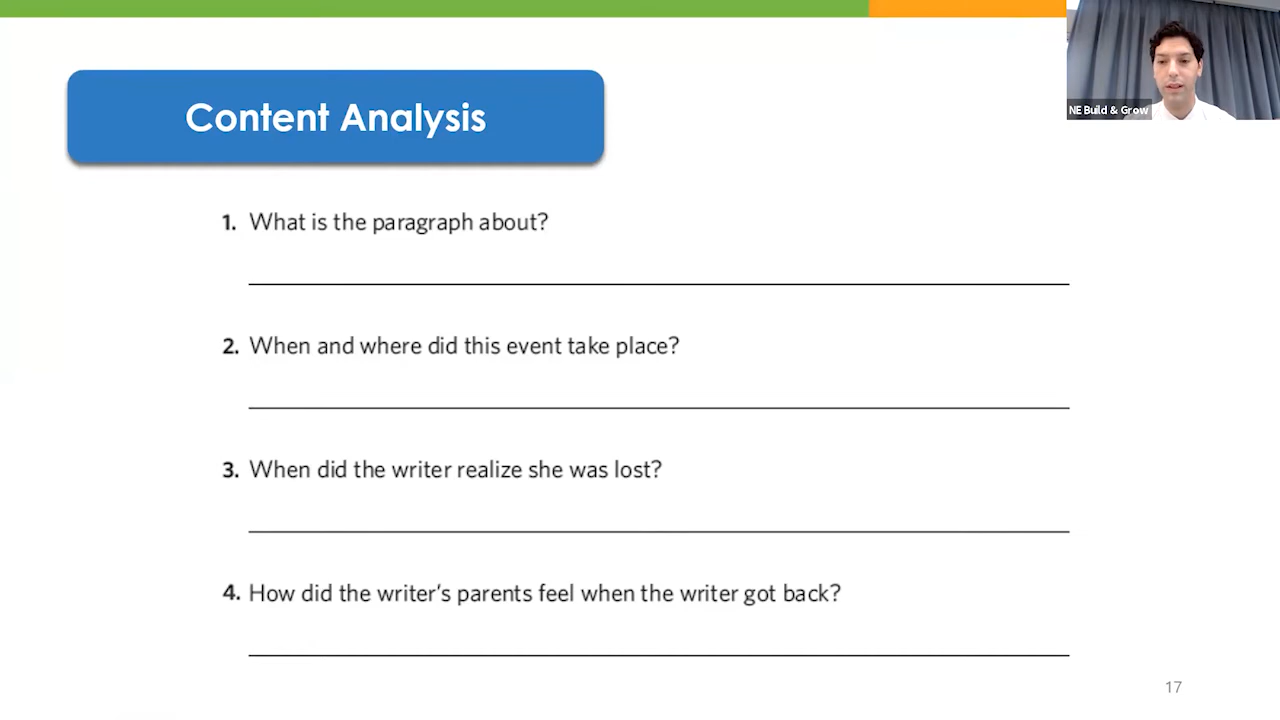 Content Analysis
NE Build & Grow
1. What is the paragraph about?
2. When and where did this event take place?
3. When did the writer realize she was lost?
4. How did the writer's parents feel when the writer got back?
17